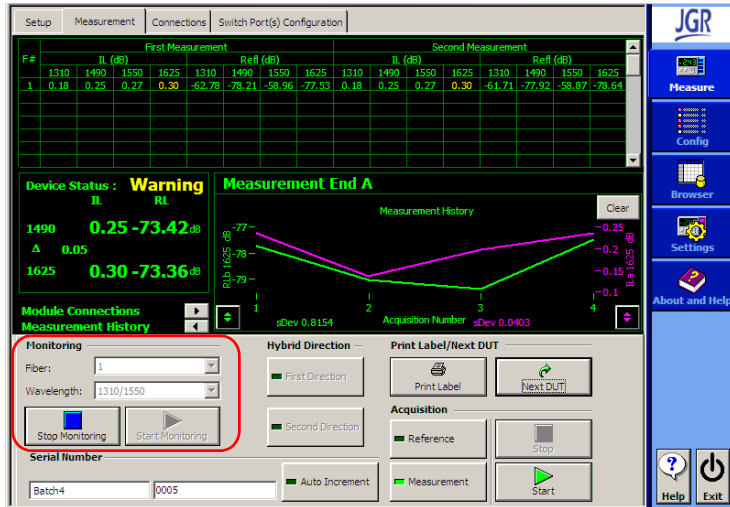 Setup Measurement Connections Switch Port(s) Configuration
JGR
F# First Measurement Second Measurement
IL (dB) Refl (dB) IL (dB) Refl (dB)
1310 1490 1550 1625 1310 1490 1550 1625 1310 1490 1550 1625 1310 1490 1550 1625
1 0.18 0.25 0.27 0.30 -62.78 -78.21 -58.96 -77.53 0.18 0.25 0.27 0.30 -61.71 -77.92 -58.87 -78.64
Measure
Config
Browser
Settings
About and Help
Help Exit
Device Status : Warning
IL RL
1490 0.25 -73.42 dB
Δ 0.05
1625 0.30 -73.36 dB
Module Connections
Measurement History
Measurement End A
Measurement History
Clear
RLb 1625 dB
-77
-78
-79
-0.25
-0.2
-0.15
-0.1
ILa 1625 dB
1 2 3 4
sDev 0.8154 Acquisition Number sDev 0.0403
Monitoring
Fiber: 1
Wavelength: 1310/1550
Stop Monitoring Start Monitoring
Serial Number
Batch4 0005
Auto Increment
Hybrid Direction
First Direction
Second Direction
Print Label/Next DUT
Print Label Next DUT
Acquisition
Reference Stop
Measurement Start